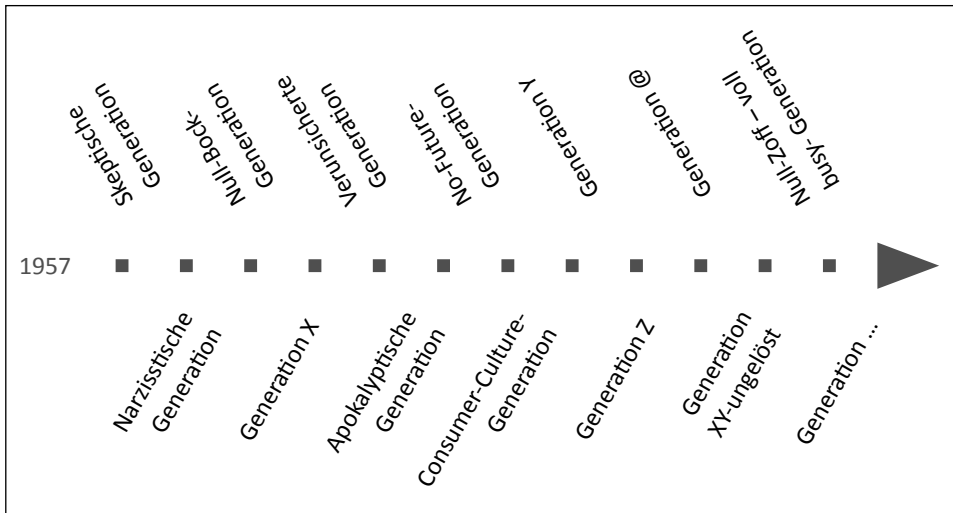 Skeptische
Generation
Null-Bock-
Generation
Verunsicherte
Generation
No-Future-
Generation
Generation Y
Generation @
Null-Zoff – voll
busy- Generation
1957
Narzisstische
Generation
Generation X
Apokalyptische
Generation
Consumer-Culture-
Generation
Generation Z
Generation
XY-ungelöst
Generation ...